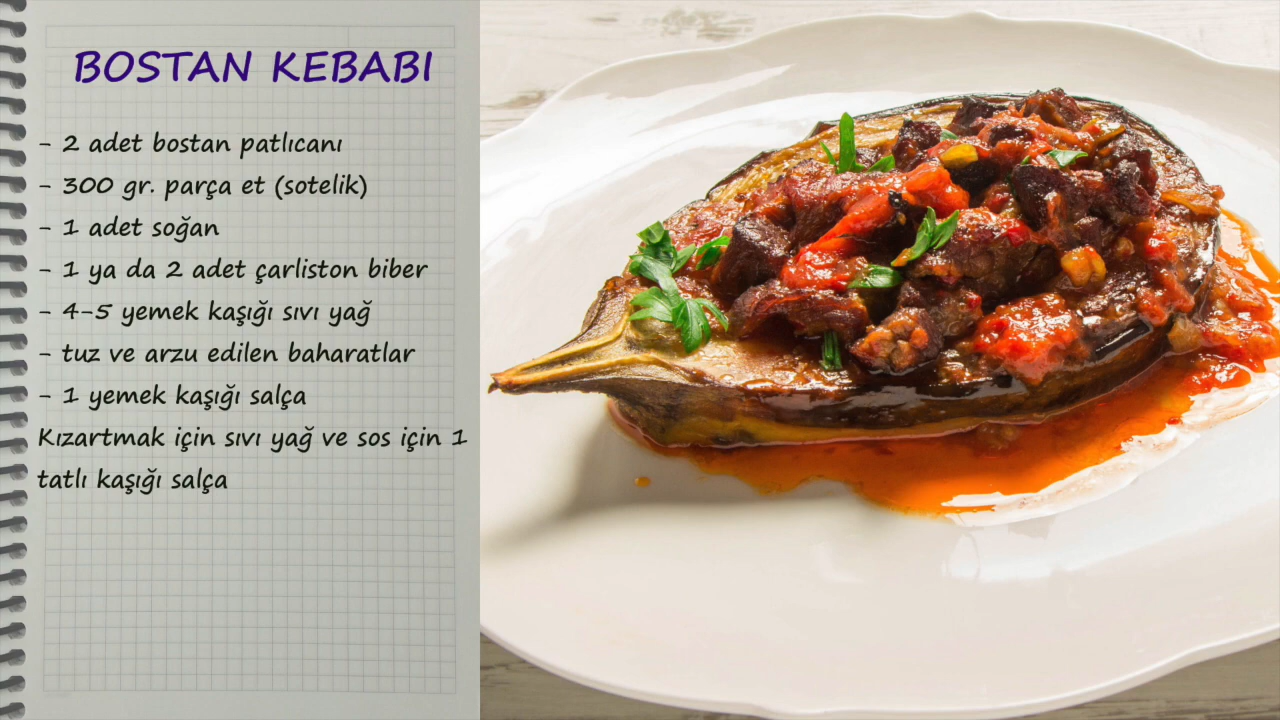 BOSTAN KEBABI
- 2 adet bostan patlıcanı
- 300 gr. parça et (sotelik)
- 1 adet soğan
- 1 ya da 2 adet çarliston biber
- 4-5 yemek kaşığı sıvı yağ
- tuz ve arzu edilen baharatlar
- 1 yemek kaşığı salça
Kızartmak için sıvı yağ ve sos için 1
tatlı kaşığı salça